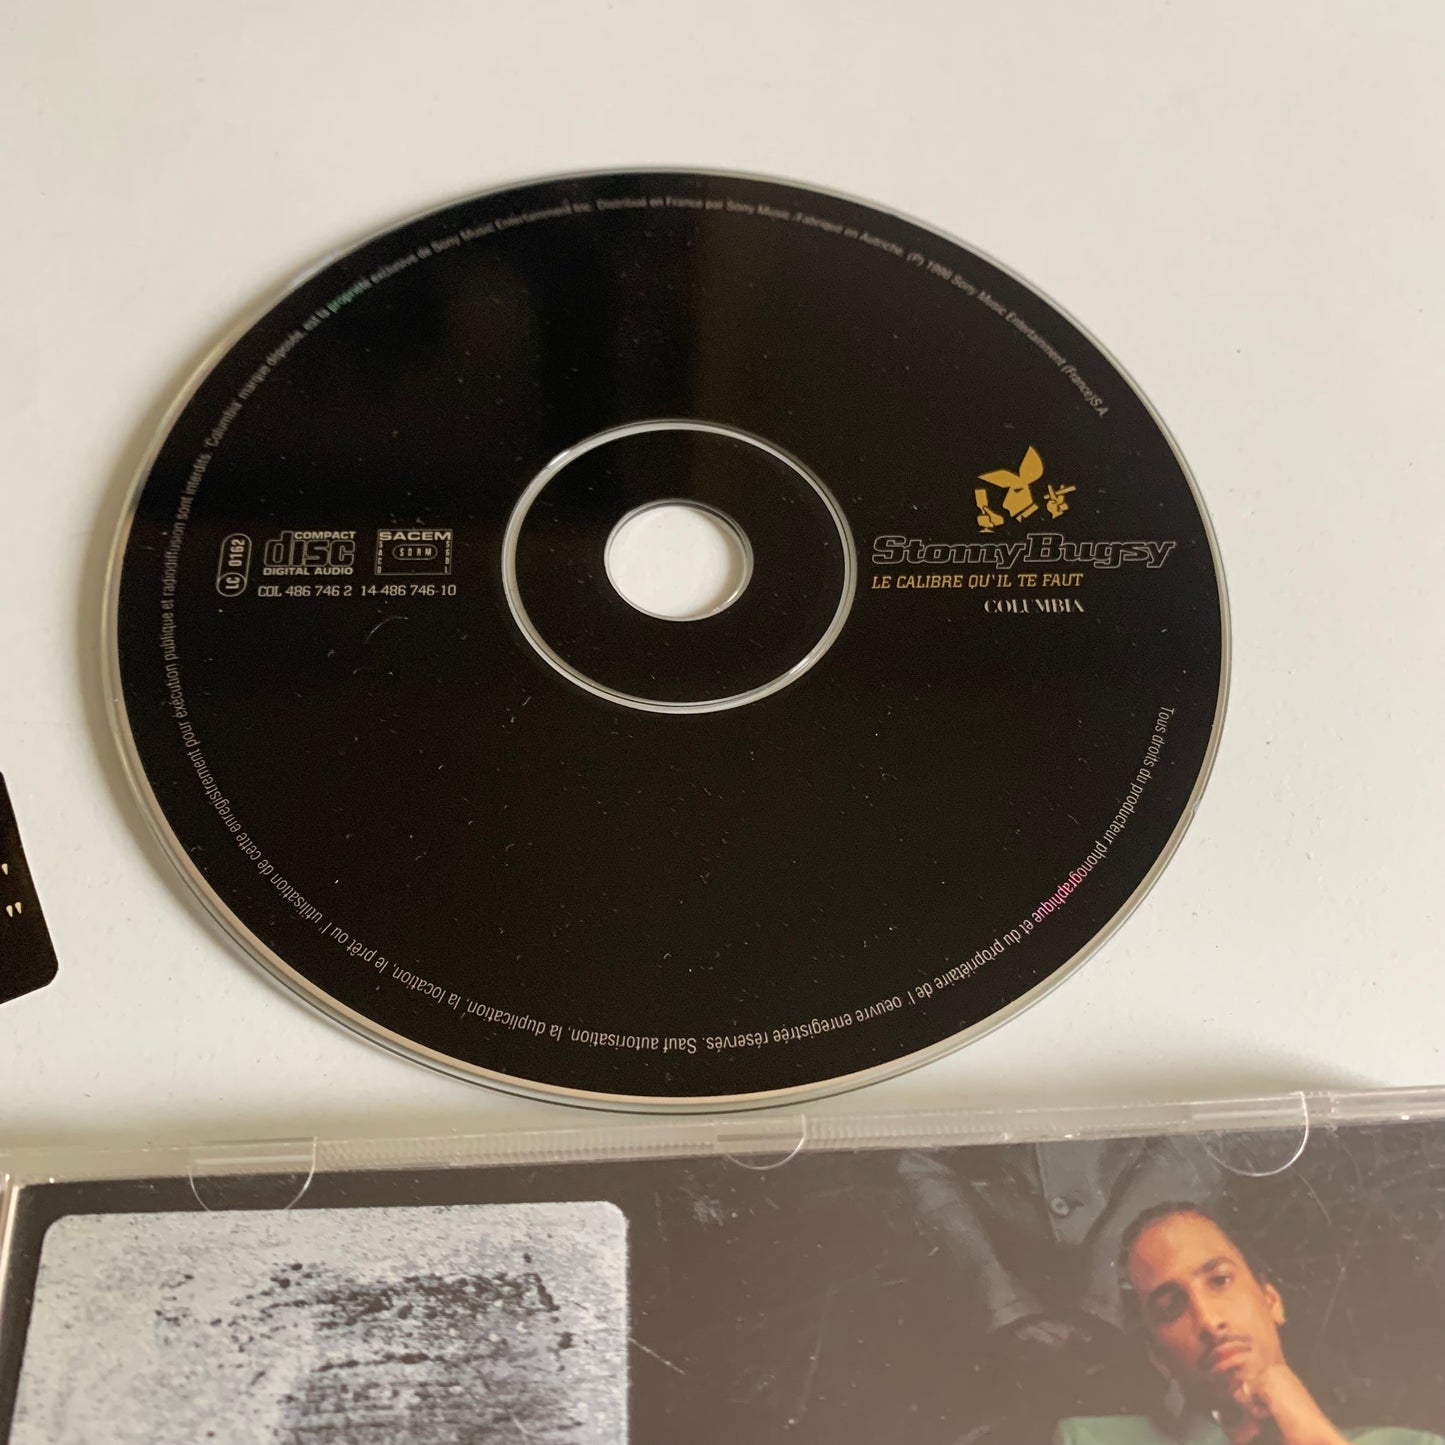 Tous droits du producteur phonographique et du propriétaire de l' oeuvre enregistrée réservés. Sauf autorisation, la duplication, la location, le prêt ou l' utilisation de cette enregistrement pour exécution publique et radiodiffusion sont interdits. Columbia marque déposée, est la propriété exclusive de Sony Music Entertainment Inc. Distribué en France par Sony Music. Fabriqué en Autriche. (P) 1996 Sony Music Entertainment (France) S.A
LC 0162
COMPACT
disc
DIGITAL AUDIO
SACEM
SACD SDRM SGDL
COL 486 746 2 14-486 746-10
Stomy Bugsy
LE CALIBRE QU'IL TE FAUT
COLUMBIA